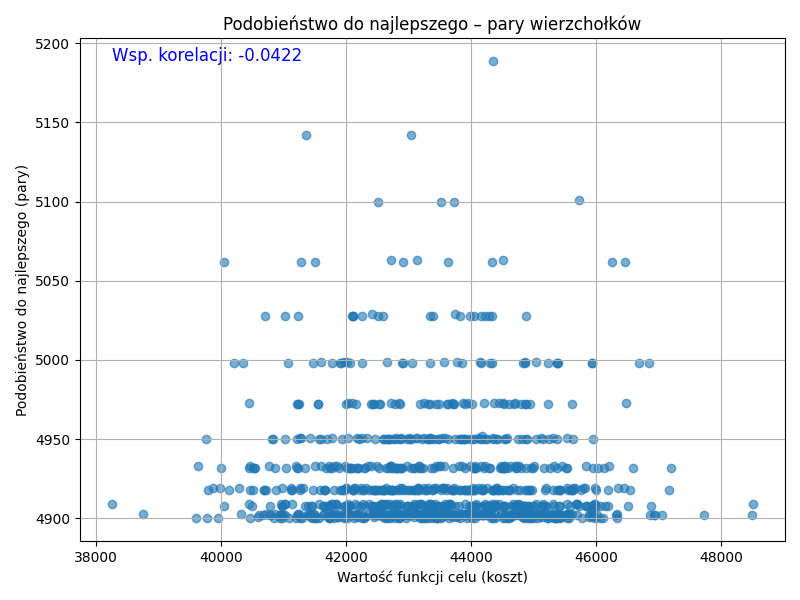 Podobieństwo do najlepszego – pary wierzchołków
Wsp. korelacji: -0.0422
5200
5150
5100
5050
5000
4950
4900
Podobieństwo do najlepszego (pary)
38000 40000 42000 44000 46000 48000
Wartość funkcji celu (koszt)